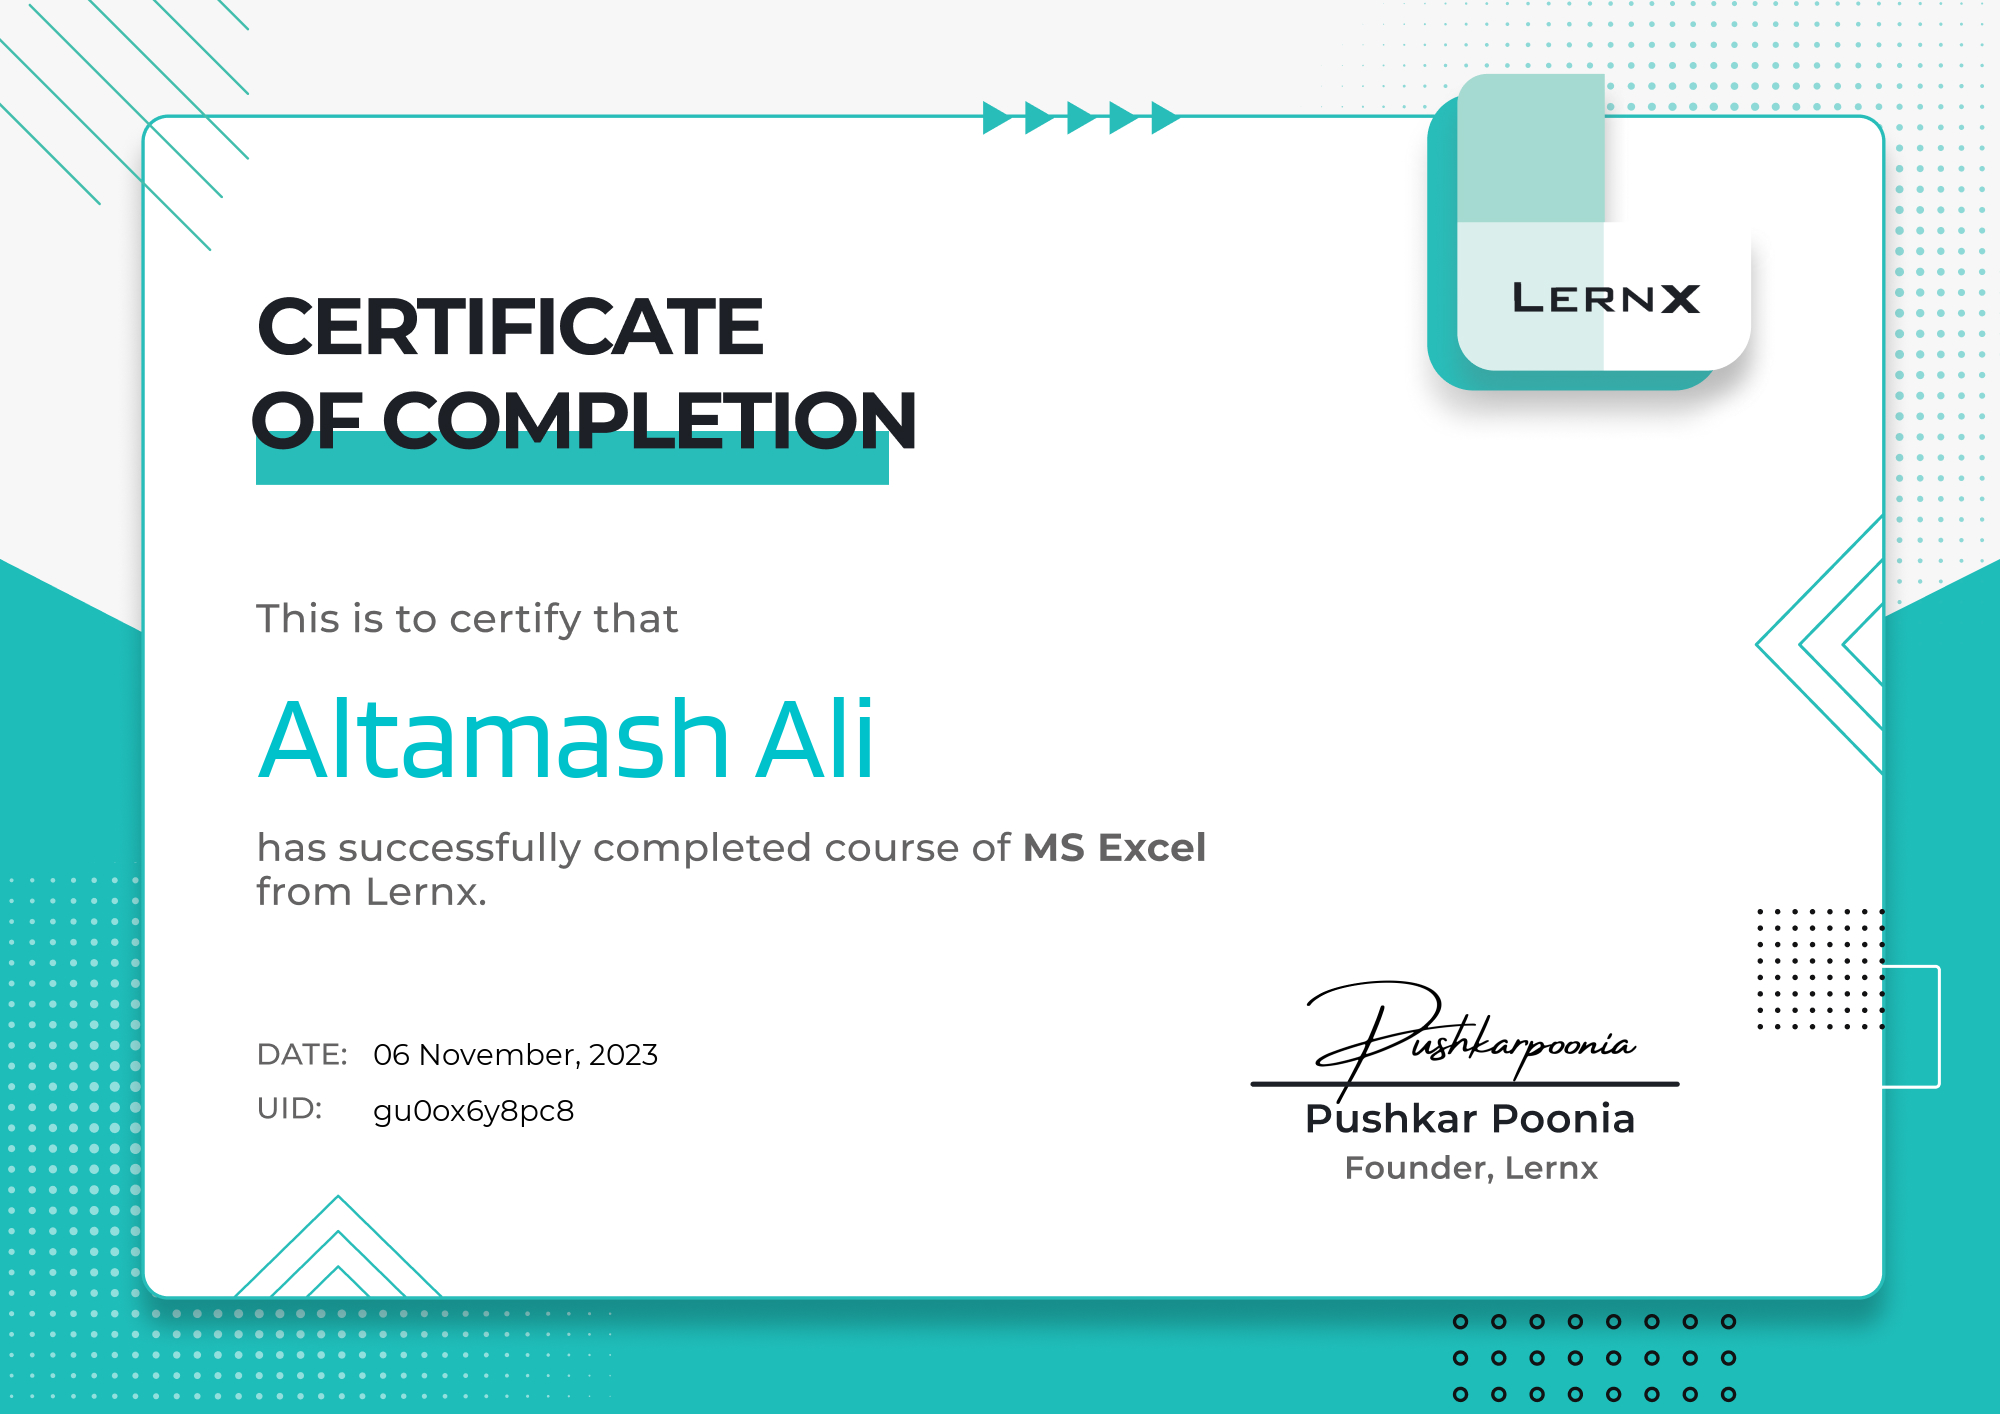 LERNX
CERTIFICATE
OF COMPLETION
This is to certify that
Altamash Ali
has successfully completed course of MS Excel
from Lernx.
DATE: 06 November, 2023
UID: gu0ox6y8pc8
Pushkarpoonia
Pushkar Poonia
Founder, Lernx